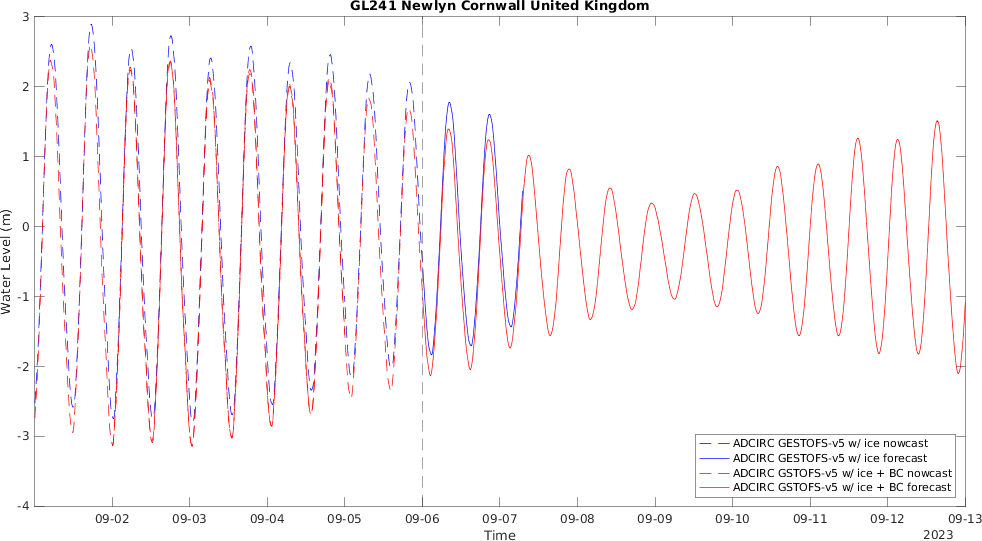 GL241 Newlyn Cornwall United Kingdom
3
2
1
0
-1
-2
-3
-4
Water Level (m)
ADCIRC GESTOFS-v5 w/ ice nowcast
ADCIRC GESTOFS-v5 w/ ice forecast
ADCIRC GSTOFS-v5 w/ ice + BC nowcast
ADCIRC GSTOFS-v5 w/ ice + BC forecast
09-02 09-03 09-04 09-05 09-06 09-07 09-08 09-09 09-10 09-11 09-12 09-13
Time
2023